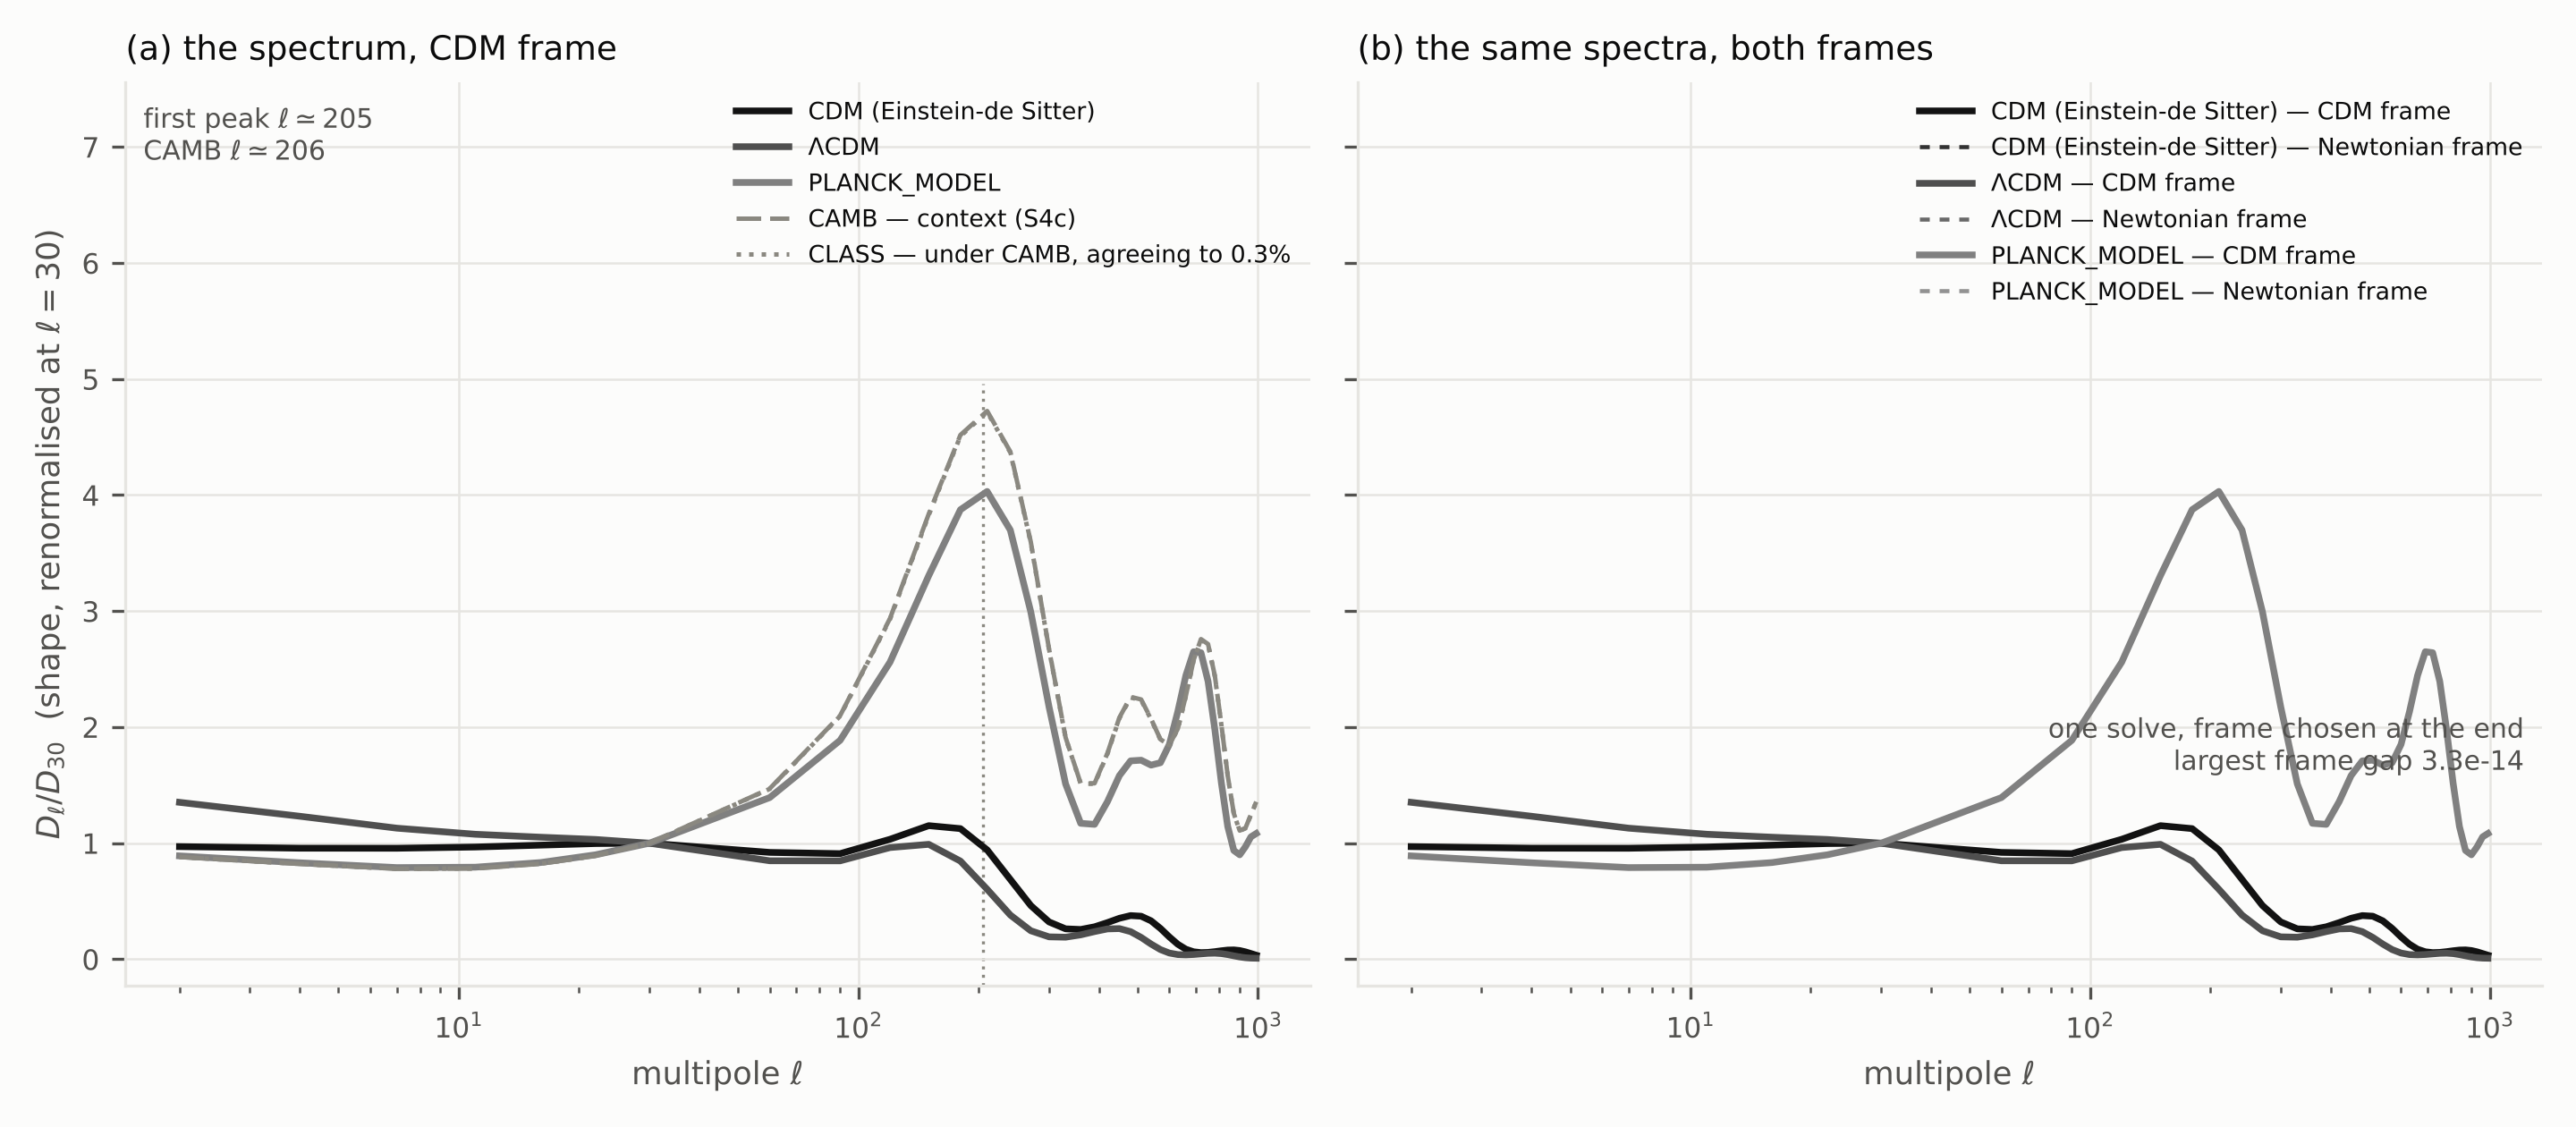 (a) the spectrum, CDM frame
first peak ℓ ≃ 205
CAMB ℓ ≃ 206
CDM (Einstein-de Sitter)
ΛCDM
PLANCK_MODEL
CAMB — context (S4c)
CLASS — under CAMB, agreeing to 0.3%
D_ℓ/D_30 (shape, renormalised at ℓ = 30)
7
6
5
4
3
2
1
0
10^1
10^2
10^3
multipole ℓ
(b) the same spectra, both frames
CDM (Einstein-de Sitter) — CDM frame
CDM (Einstein-de Sitter) — Newtonian frame
ΛCDM — CDM frame
ΛCDM — Newtonian frame
PLANCK_MODEL — CDM frame
PLANCK_MODEL — Newtonian frame
one solve, frame chosen at the end
largest frame gap 3.3e-14
10^1
10^2
10^3
multipole ℓ